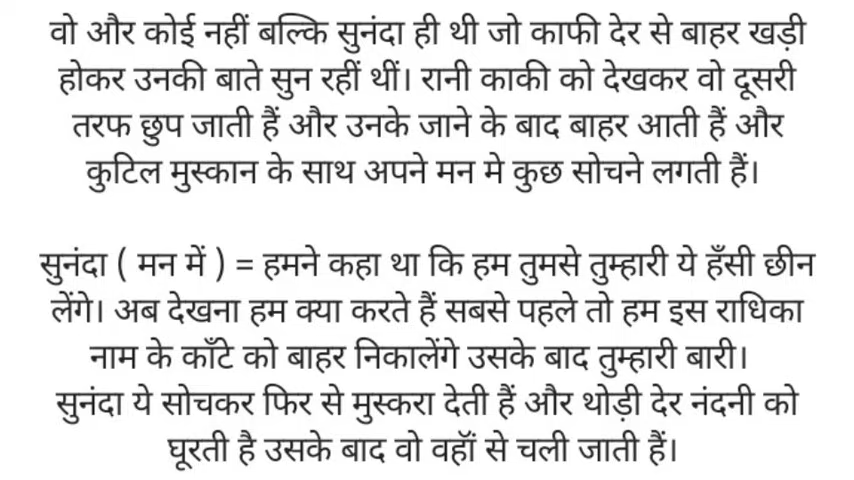 वो और कोई नहीं बल्कि सुनंदा ही थी जो काफी देर से बाहर खड़ी
होकर उनकी बाते सुन रहीं थीं। रानी काकी को देखकर वो दूसरी
तरफ छुप जाती हैं और उनके जाने के बाद बाहर आती हैं और
कुटिल मुस्कान के साथ अपने मन मे कुछ सोचने लगती हैं।
सुनंदा ( मन में ) = हमने कहा था कि हम तुमसे तुम्हारी ये हँसी छीन
लेंगे। अब देखना हम क्या करते हैं सबसे पहले तो हम इस राधिका
नाम के काँटे को बाहर निकालेंगे उसके बाद तुम्हारी बारी।
सुनंदा ये सोचकर फिर से मुस्करा देती हैं और थोड़ी देर नंदनी को
घूरती है उसके बाद वो वहाॅं से चली जाती हैं।